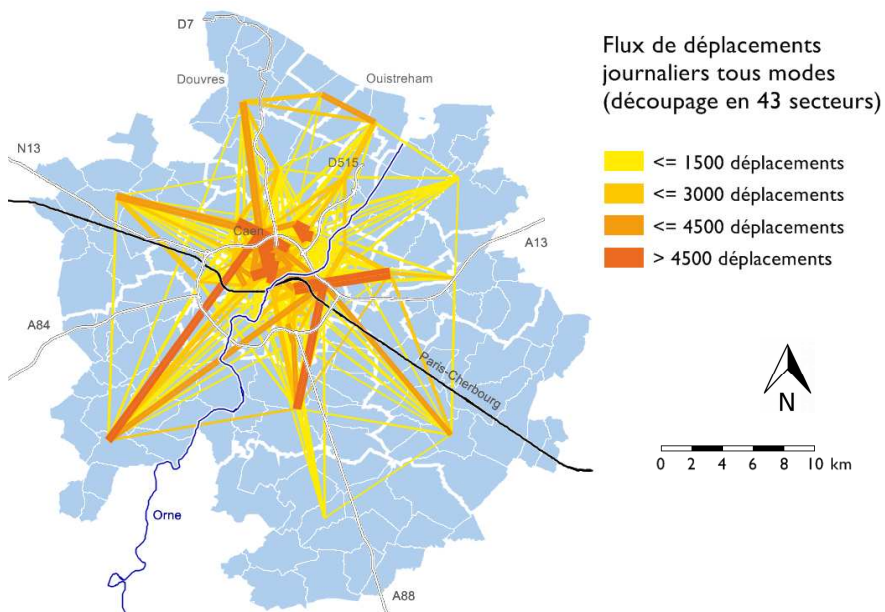 D7
Douvres
Ouistreham
N13
D515
Caen
A13
A84
Paris-Cherbourg
Orne
A88
Flux de déplacements
journaliers tous modes
(découpage en 43 secteurs)
<= 1500 déplacements
<= 3000 déplacements
<= 4500 déplacements
> 4500 déplacements
N
0 2 4 6 8 10 km